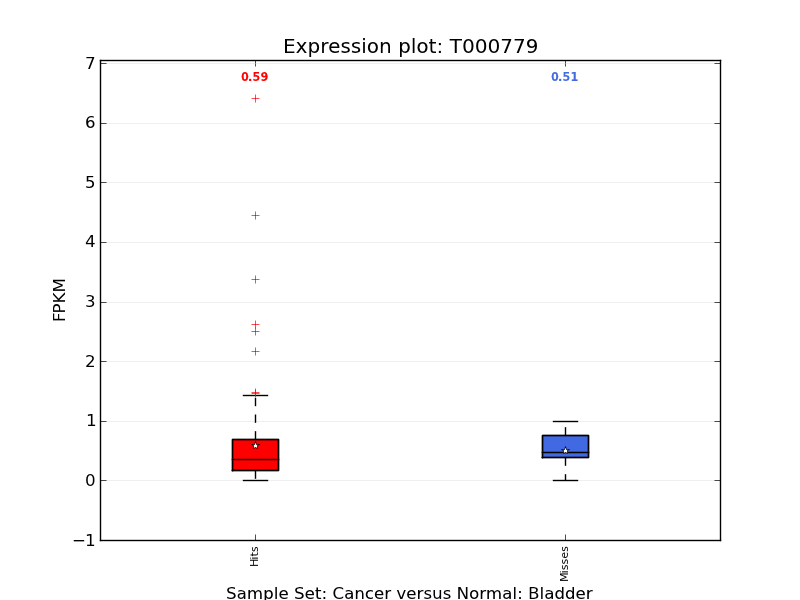 Expression plot: T000779
0.59
0.51
7
6
5
4
3
2
1
0
−1
FPKM
Hits
Misses
Sample Set: Cancer versus Normal: Bladder